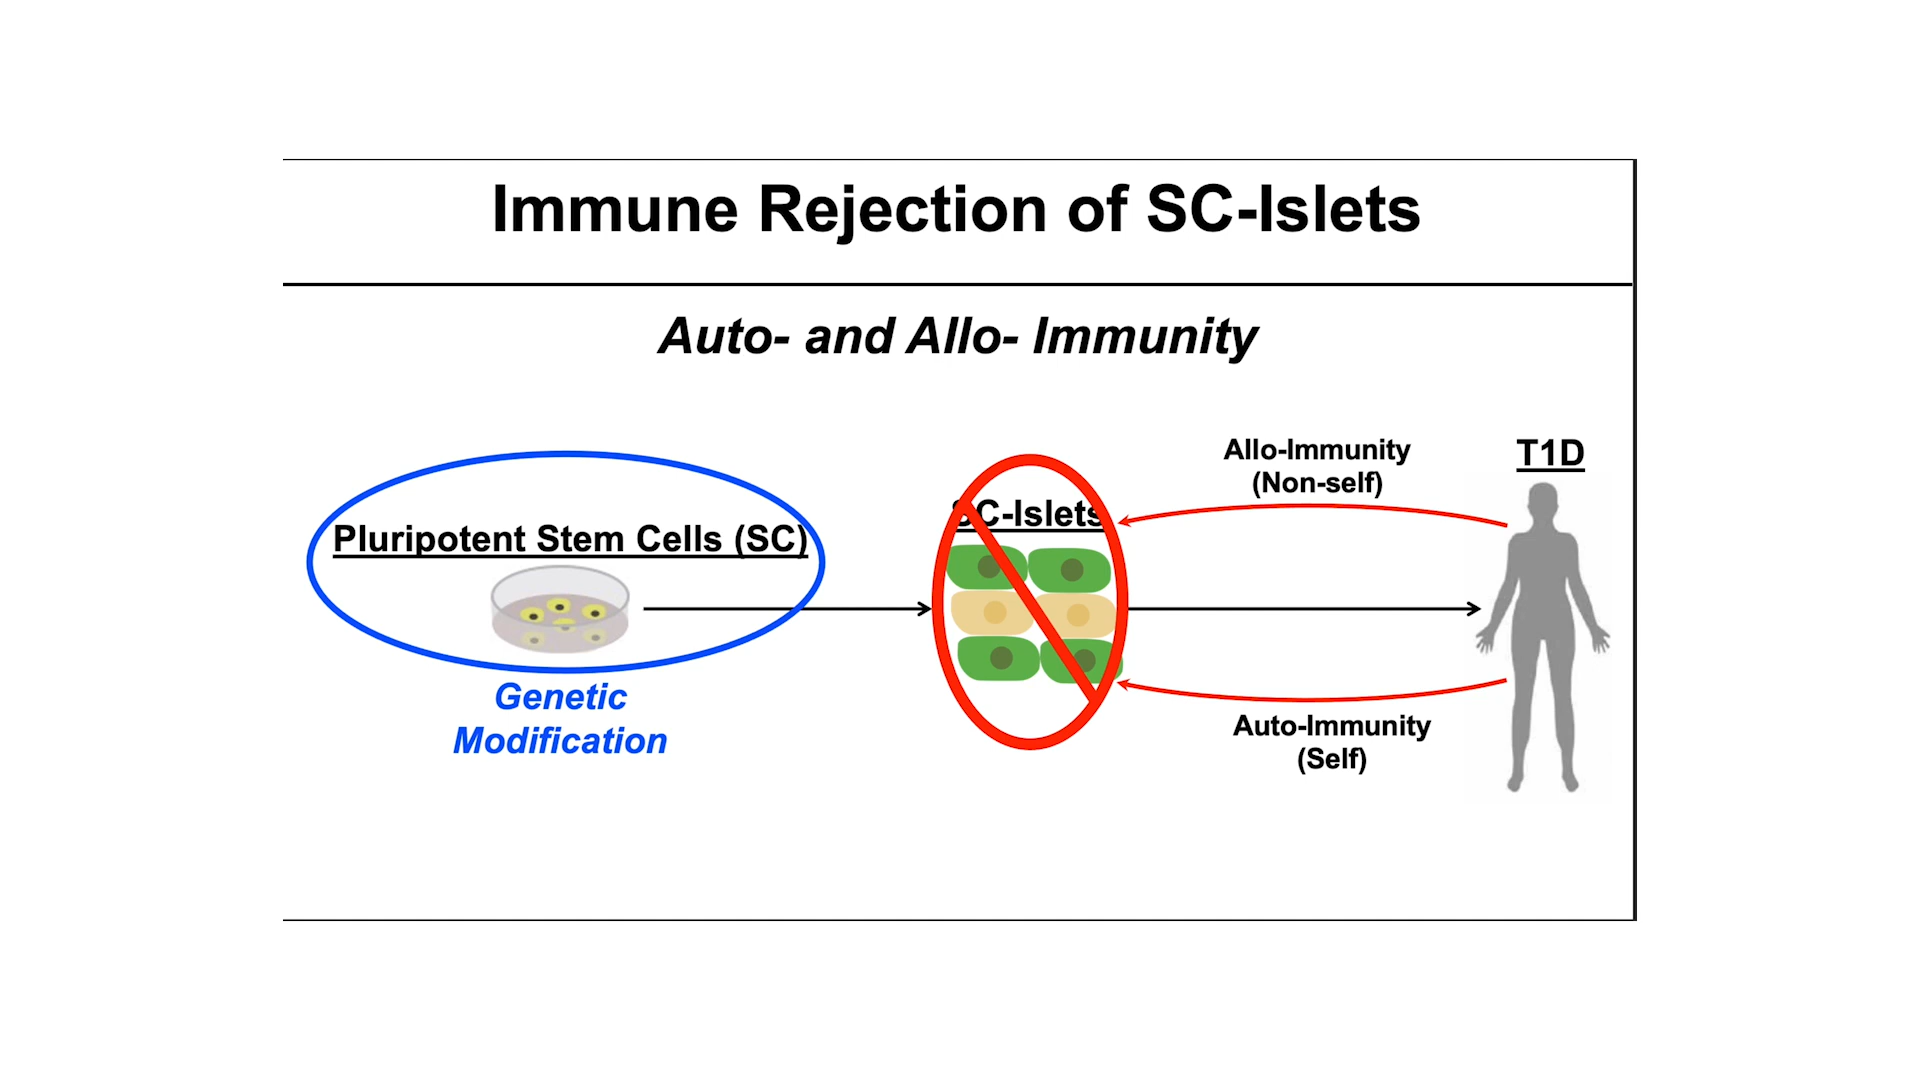 Immune Rejection of SC-Islets
Auto- and Allo- Immunity
Pluripotent Stem Cells (SC)
Genetic
Modification
SC-Islets
Allo-Immunity
(Non-self)
T1D
Auto-Immunity
(Self)